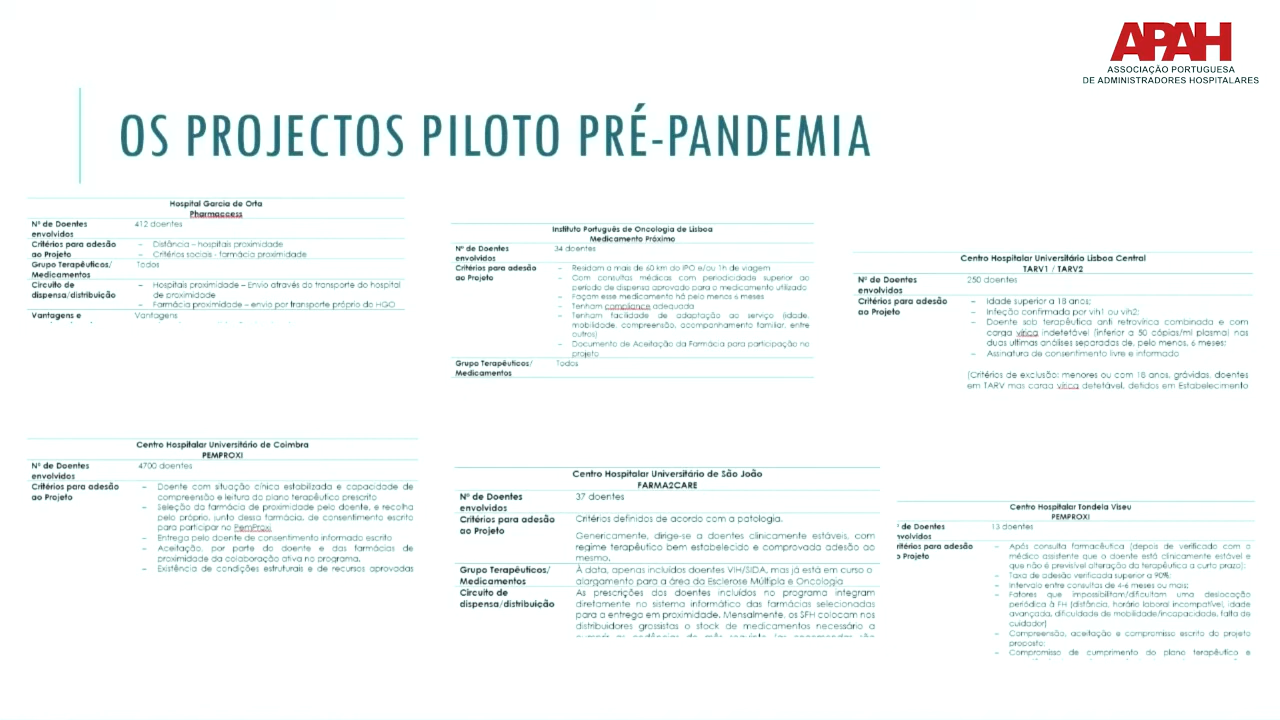 APAH
ASSOCIAÇÃO PORTUGUESA
DE ADMINISTRADORES HOSPITALARES
OS PROJECTOS PILOTO PRÉ-PANDEMIA
Hospital Garcia de Orta
Pharmaccess
Nº de Doentes envolvidos
412 doentes
Critérios para adesão ao Projeto
– Distância – hospitais proximidade
– Critérios sociais - farmácia proximidade
Grupo Terapêuticos/ Medicamentos
Todos
Circuito de dispensa/distribuição
– Hospitais proximidade – Envio através do transporte do hospital
de proximidade
– Farmácia proximidade – envio por transporte próprio do HGO
Vantagens e
Vantagens
Instituto Português de Oncologia de Lisboa
Medicamento Próximo
Nº de Doentes envolvidos
34 doentes
Critérios para adesão ao Projeto
– Residam a mais de 60 km do IPO e/ou 1h de viagem
– Com consultas médicas com periodicidade superior ao
período de dispensa aprovado para o medicamento utilizado
– Façam esse medicamento há pelo menos 6 meses
– Tenham compliance adequada
– Tenham facilidade de adaptação ao serviço (idade,
mobilidade, compreensão, acompanhamento familiar, entre
outros)
– Documento de Aceitação da Farmácia para participação no
projeto
Grupo Terapêuticos/ Medicamentos
Todos
Centro Hospitalar Universitário Lisboa Central
TARV1 / TARV2
Nº de Doentes envolvidos
250 doentes
Critérios para adesão ao Projeto
– Idade superior a 18 anos;
– Infeção confirmada por vih1 ou vih2;
– Doente sob terapêutica anti retrovírica combinada e com
carga vírica indetetável (inferior a 50 cópias/ml plasma) nas
duas ultimas análises separadas de, pelo menos, 6 meses;
– Assinatura de consentimento livre e informado
(Critérios de exclusão: menores ou com 18 anos, grávidas, doentes
em TARV mas carga vírica detetável, detidos em Estabelecimento
Centro Hospitalar Universitário de Coimbra
PEMPROXI
Nº de Doentes envolvidos
4700 doentes
Critérios para adesão ao Projeto
– Doente com situação cínica estabilizada e capacidade de
compreensão e leitura do plano terapêutico prescrito
– Seleção da farmácia de proximidade pelo doente, e recolha
pelo próprio, junto dessa farmácia, de consentimento escrito
para participar no PemProxi
– Entrega pelo doente de consentimento informado escrito
– Aceitação, por parte do doente e das farmácias de
proximidade da colaboração ativa no programa.
– Existência de condições estruturais e de recursos aprovadas
Centro Hospitalar Universitário de São João
FARMA2CARE
Nº de Doentes envolvidos
37 doentes
Critérios para adesão ao Projeto
Critérios definidos de acordo com a patologia.
Genericamente, dirige-se a doentes clinicamente estáveis, com
regime terapêutico bem estabelecido e comprovada adesão ao
mesmo.
Grupo Terapêuticos/ Medicamentos
À data, apenas incluídos doentes VIH/SIDA, mas já está em curso o
alargamento para a área da Esclerose Múltipla e Oncologia
Circuito de dispensa/distribuição
As prescrições dos doentes incluídos no programa integram
diretamente no sistema informático das farmácias selecionadas
para a entrega em proximidade. Mensalmente, os SFH colocam nos
distribuidores grossistas o stock de medicamentos necessário a
Centro Hospitalar Tondela Viseu
PEMPROXI
º de Doentes nvolvidos
13 doentes
ritérios para adesão o Projeto
– Após consulta farmacêutica (depois de verificado com o
médico assistente que o doente está clinicamente estável e
que não é previsível alteração da terapêutica a curto prazo);
– Taxa de adesão verificada superior a 90%;
– Intervalo entre consultas de 4-6 meses ou mais;
– Fatores que impossibilitam/dificultam uma deslocação
periódica à FH (distância, horário laboral incompatível, idade
avançada, dificuldade de mobilidade/incapacidade, falta de
cuidador)
– Compreensão, aceitação e compromisso escrito do projeto
proposto;
– Compromisso de cumprimento do plano terapêutico e